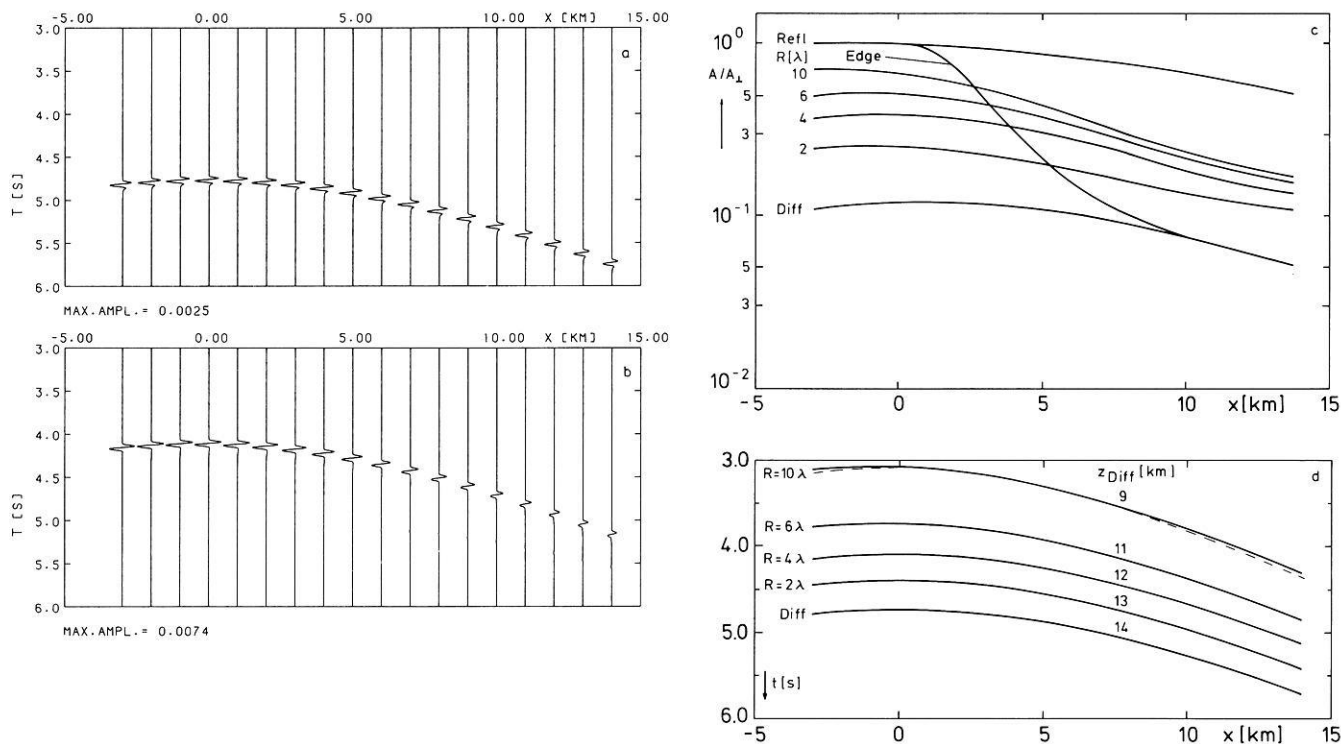 -5.00 0.00 5.00 10.00 X [KM] 15.00
3.0
3.5
4.0
4.5
5.0
5.5
6.0
T [S]
a
MAX.AMPL.= 0.0025
-5.00 0.00 5.00 10.00 X [KM] 15.00
3.0
3.5
4.0
4.5
5.0
5.5
6.0
T [S]
b
MAX.AMPL.= 0.0074
c
Refl
10⁰
R[λ]
Edge
A/A⊥
10
6
5
4
3
2
Diff
10⁻¹
5
3
10⁻²
-5 0 5 10 x[km] 15
d
3.0
R=10λ
zDiff [km]
9
R=6λ
4.0
11
R=4λ
12
R=2λ
13
Diff
5.0
14
t[s]
6.0
-5 0 5 10 x[km] 15